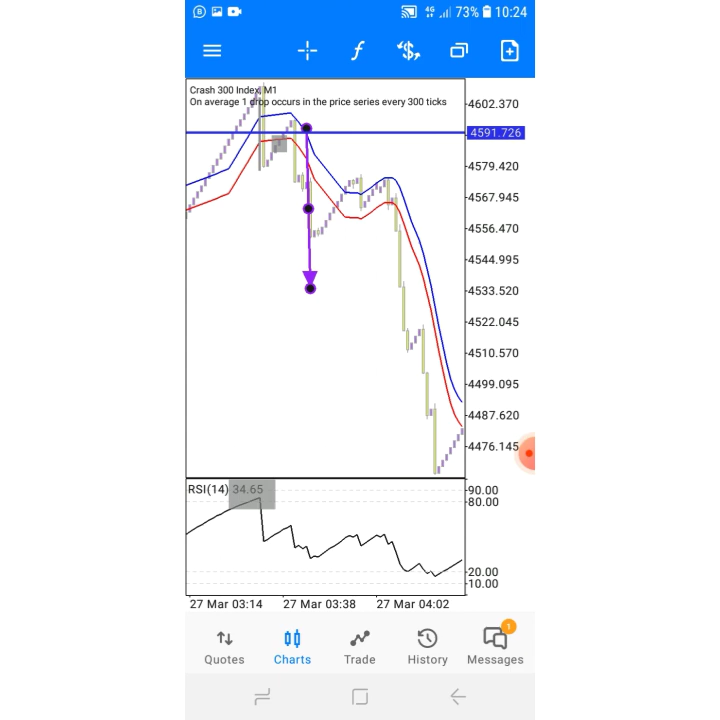 4G 73% 10:24
Crash 300 Index, M1
On average 1 drop occurs in the price series every 300 ticks
4602.370
4591.726
4579.420
4567.945
4556.470
4544.995
4533.520
4522.045
4510.570
4499.095
4487.620
4476.145
RSI(14) 34.65
90.00
80.00
20.00
10.00
27 Mar 03:14 27 Mar 03:38 27 Mar 04:02
1
Quotes Charts Trade History Messages